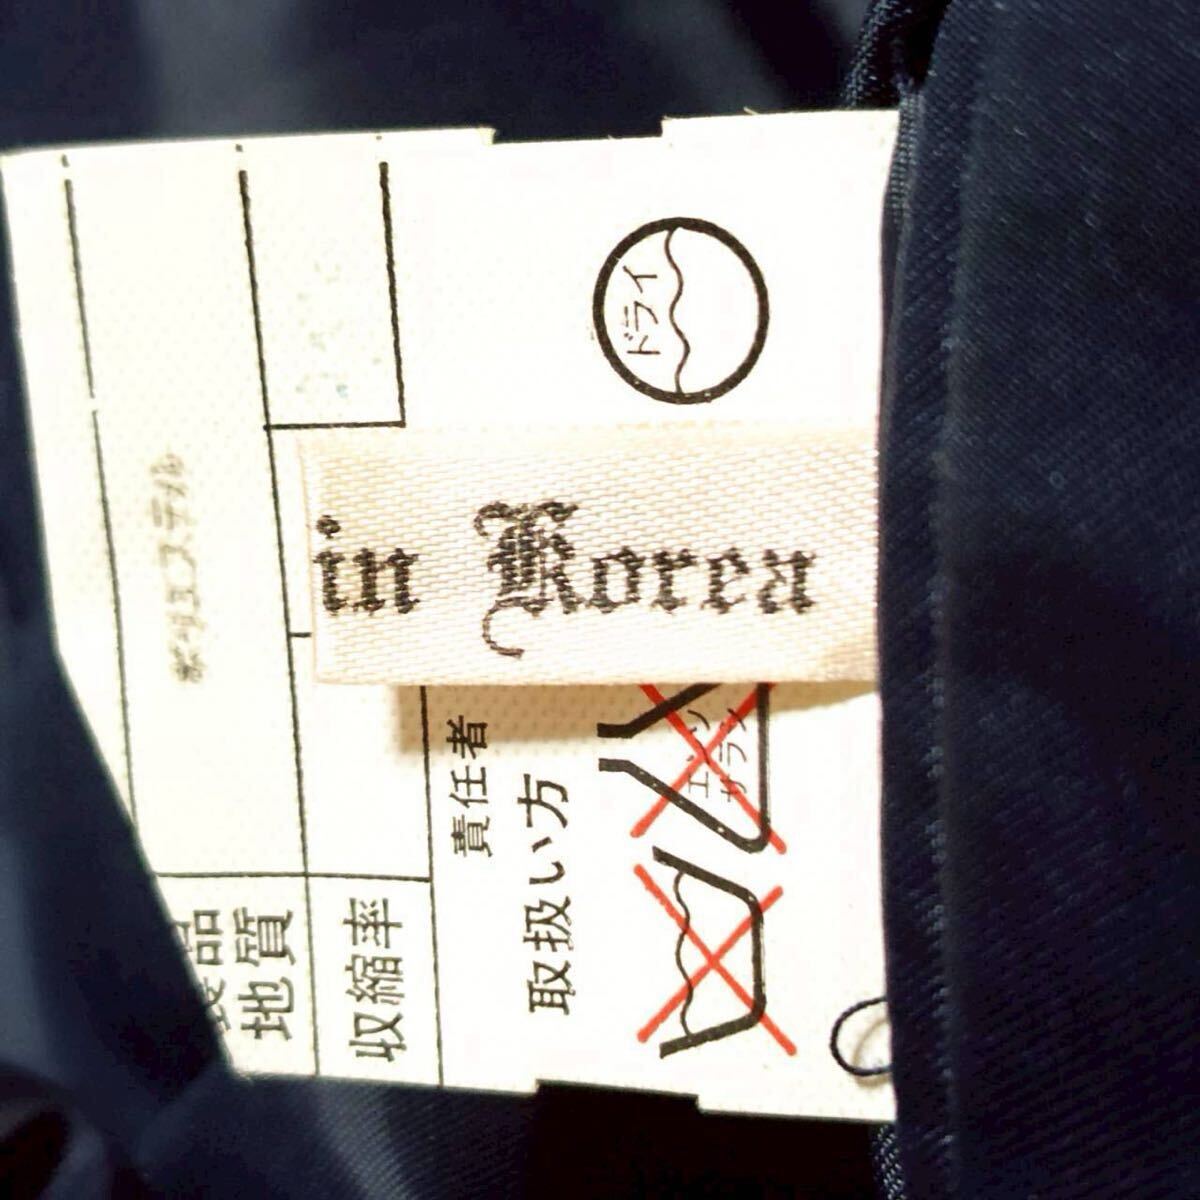 製品
地質
ポリエステル
収縮率
責任者
取扱い方
エンソ
サラシ
ドライ
in Korea